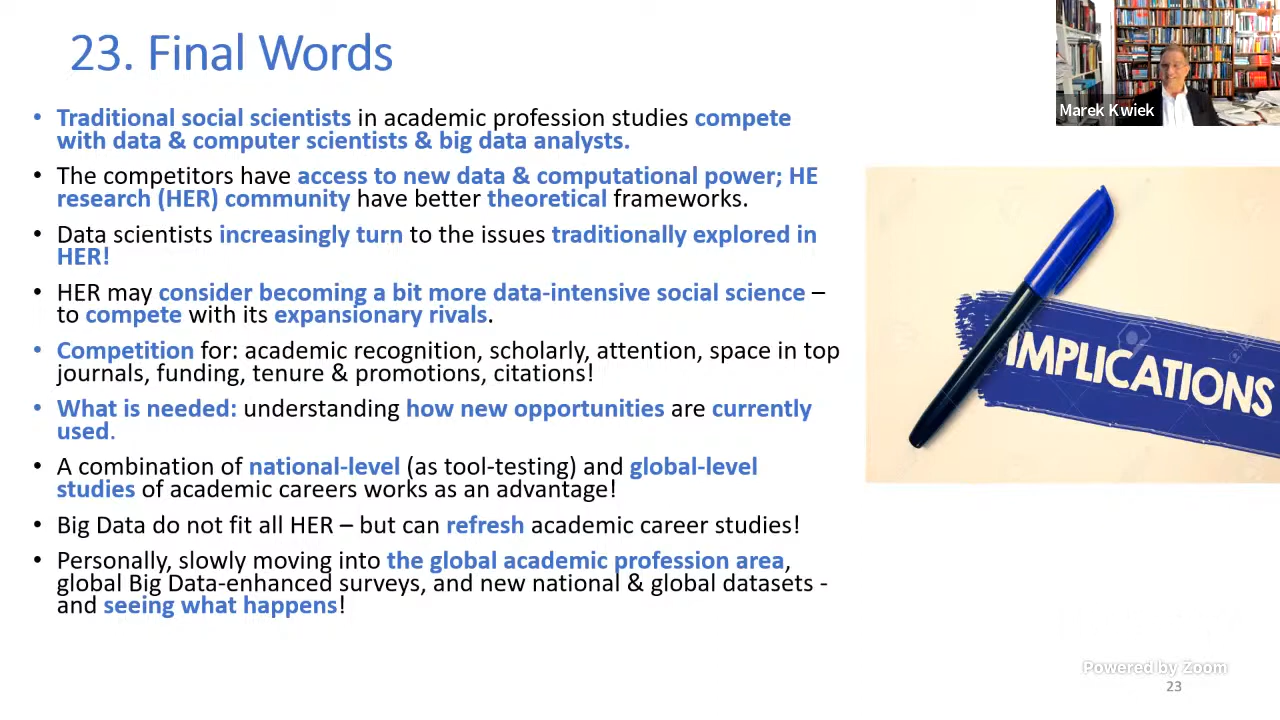 23. Final Words
• Traditional social scientists in academic profession studies compete
with data & computer scientists & big data analysts.
• The competitors have access to new data & computational power; HE
research (HER) community have better theoretical frameworks.
• Data scientists increasingly turn to the issues traditionally explored in
HER!
• HER may consider becoming a bit more data-intensive social science –
to compete with its expansionary rivals.
• Competition for: academic recognition, scholarly, attention, space in top
journals, funding, tenure & promotions, citations!
• What is needed: understanding how new opportunities are currently
used.
• A combination of national-level (as tool-testing) and global-level
studies of academic careers works as an advantage!
• Big Data do not fit all HER – but can refresh academic career studies!
• Personally, slowly moving into the global academic profession area,
global Big Data-enhanced surveys, and new national & global datasets -
and seeing what happens!
Marek Kwiek
IMPLICATIONS
Powered by Zoom
23